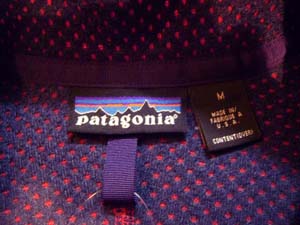 patagonia®
M
MADE IN/
FABRIQUE A
U.S.A.
CONTENT(OVER)